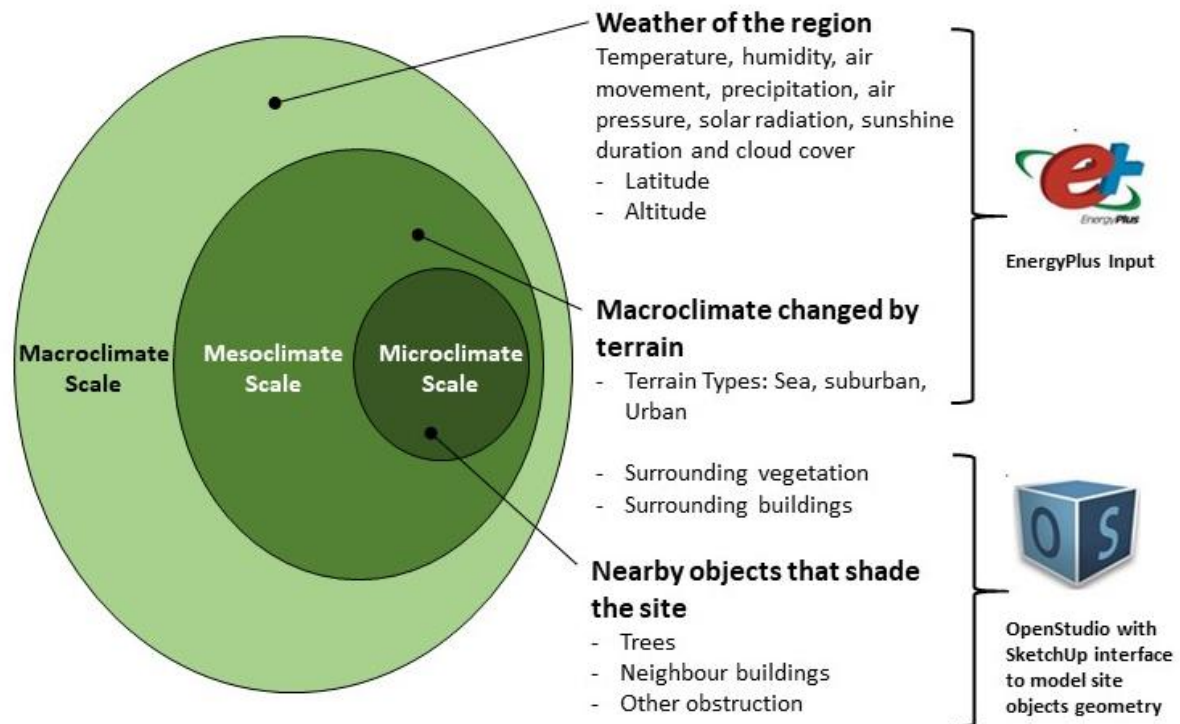 Weather of the region
Temperature, humidity, air
movement, precipitation, air
pressure, solar radiation, sunshine
duration and cloud cover
- Latitude
- Altitude
e+
EnergyPlus
EnergyPlus Input
Macroclimate
Scale
Mesoclimate
Scale
Microclimate
Scale
Macroclimate changed by
terrain
- Terrain Types: Sea, suburban,
Urban
- Surrounding vegetation
- Surrounding buildings
Nearby objects that shade
the site
- Trees
- Neighbour buildings
- Other obstruction
O S
OpenStudio with
SketchUp interface
to model site
objects geometry